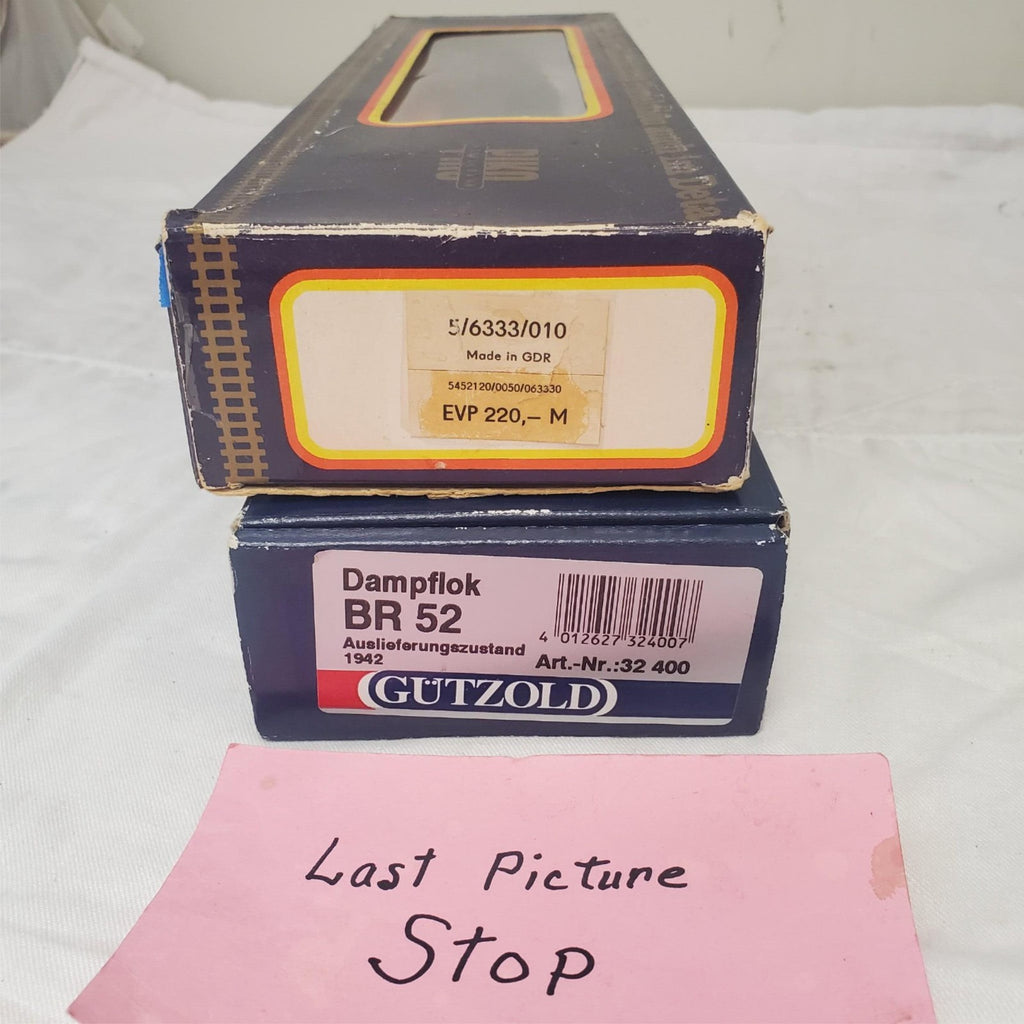 5/6333/010
Made in GDR
5452120/0050/063330
EVP 220,— M
Dampflok
BR 52
Auslieferungszustand
1942
4 012627 324007
Art.-Nr.:32 400
GÜTZOLD
Last Picture
Stop